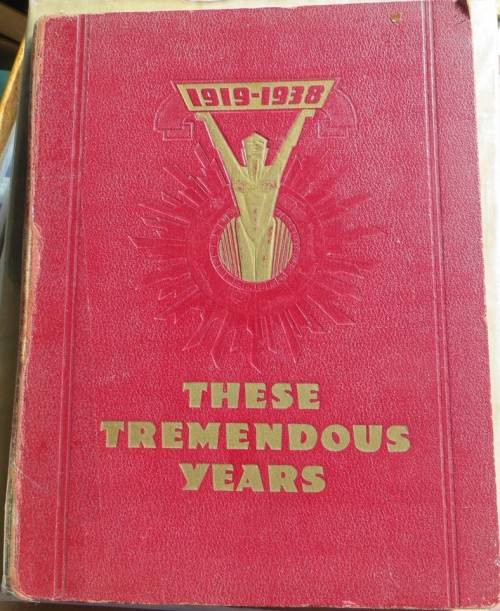 1919-1938
THESE
TREMENDOUS
YEARS